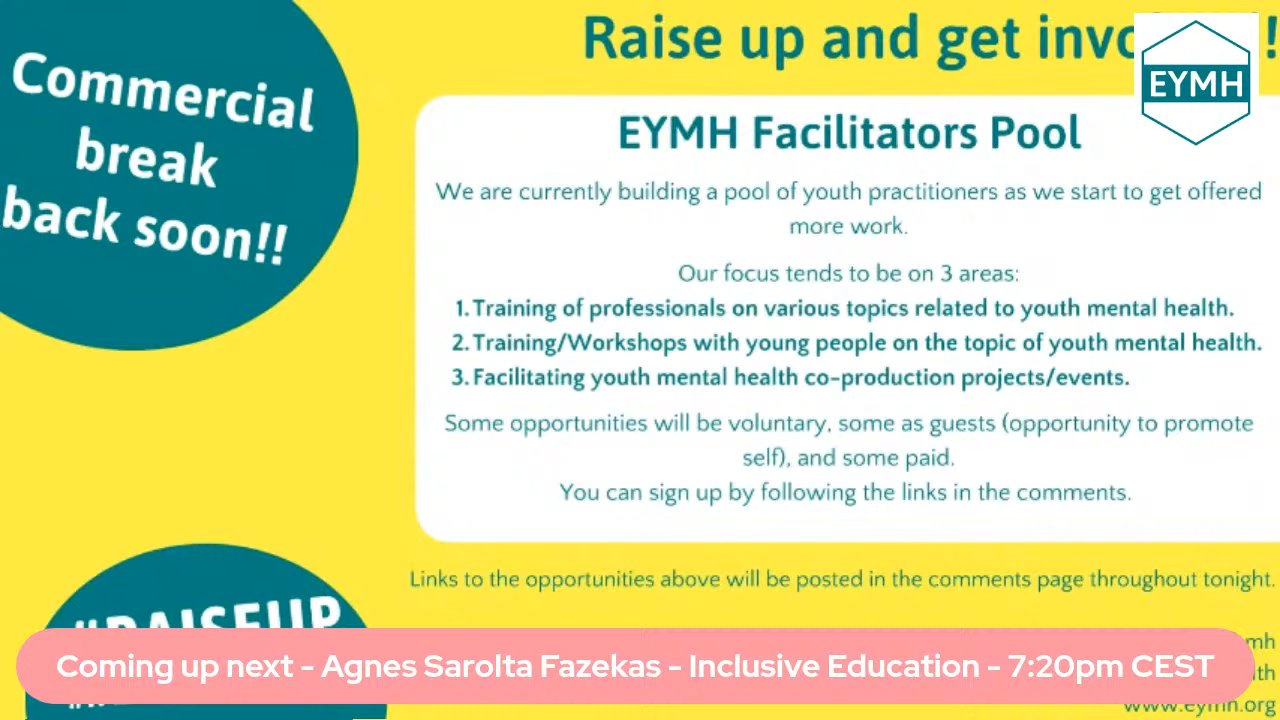 Commercial
break
back soon!!
Raise up and get
EYMH
EYMH Facilitators Pool
We are currently building a pool of youth practitioners as we start to get offered
more work.
Our focus tends to be on 3 areas:
1. Training of professionals on various topics related to youth mental health.
2. Training/Workshops with young people on the topic of youth mental health.
3. Facilitating youth mental health co-production projects/events.
Some opportunities will be voluntary, some as guests (opportunity to promote
self), and some paid.
You can sign up by following the links in the comments.
Links to the opportunities above will be posted in the comments page throughout tonight.
#RAISEUP
Coming up next - Agnes Sarolta Fazekas - Inclusive Education - 7:20pm CEST
www.eymh.org